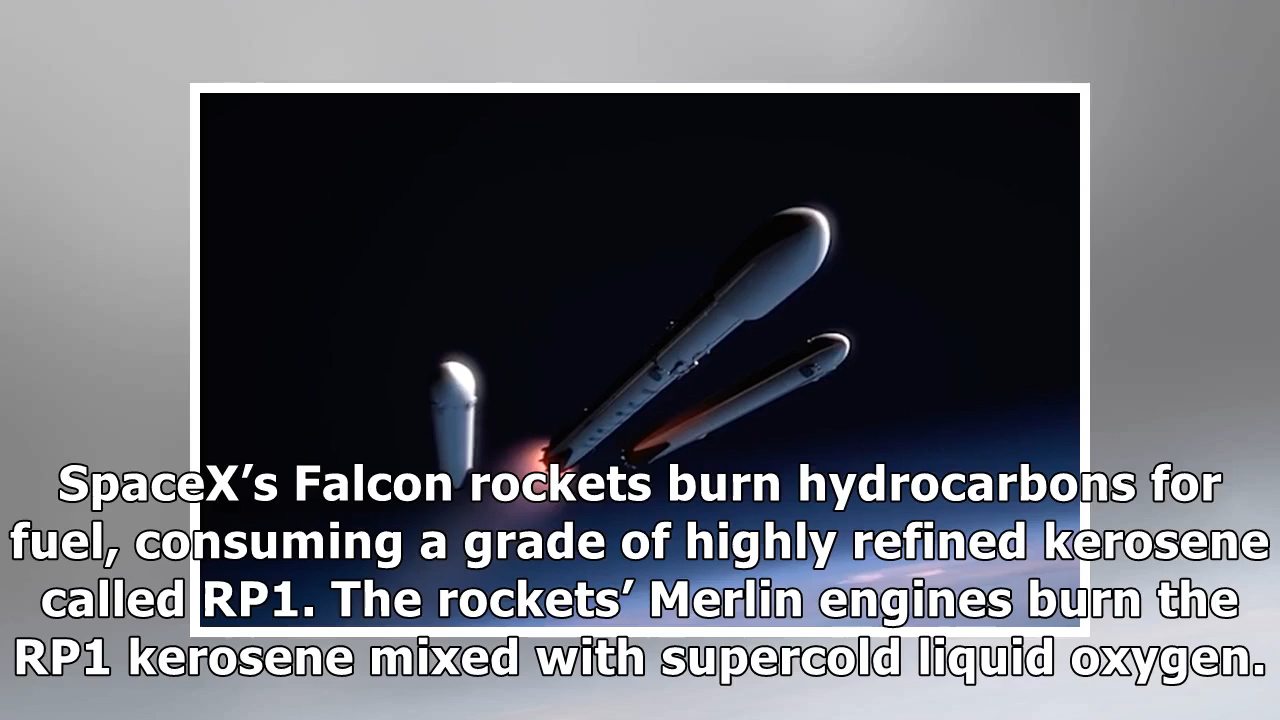 SpaceX’s Falcon rockets burn hydrocarbons for
fuel, consuming a grade of highly refined kerosene
called RP1. The rockets’ Merlin engines burn the
RP1 kerosene mixed with supercold liquid oxygen.